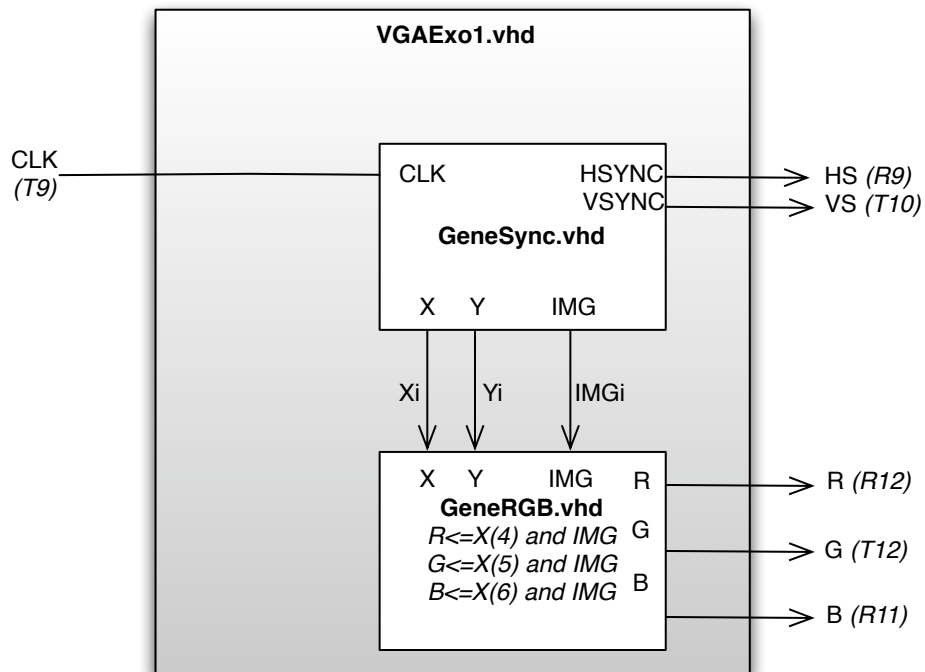 VGAExo1.vhd
CLK
(T9)
CLK
HSYNC
HS (R9)
VSYNC
VS (T10)
GeneSync.vhd
X Y IMG
Xi Yi IMGi
X Y IMG R
R (R12)
GeneRGB.vhd
R<=X(4) and IMG
G
G<=X(5) and IMG
G (T12)
B<=X(6) and IMG
B
B (R11)